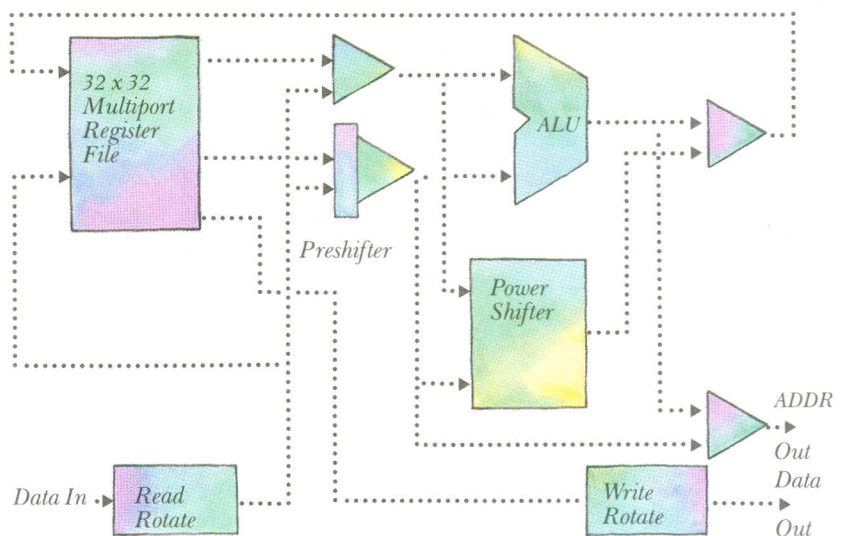 32 x 32
Multiport
Register
File
ALU
Preshifter
Power
Shifter
ADDR
Out
Data In
Read
Rotate
Write
Rotate
Data
Out